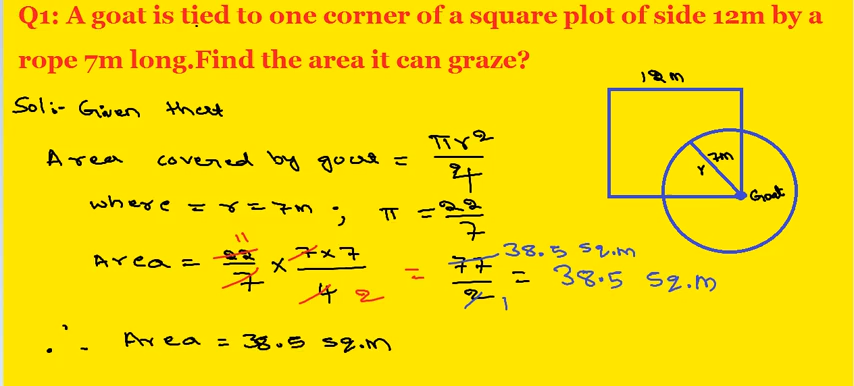 Q1: A goat is tied to one corner of a square plot of side 12m by a
rope 7m long.Find the area it can graze?
12m
Sol:- Given that
Area covered by goat = πr²/4
7m
r
Goat
where = r = 7m ; π = 22/7
Area = 22/7 × 7×7/4 = 77/2 = 38.5 sq.m
11
2
38.5 sq.m
1
∴ Area = 38.5 sq.m